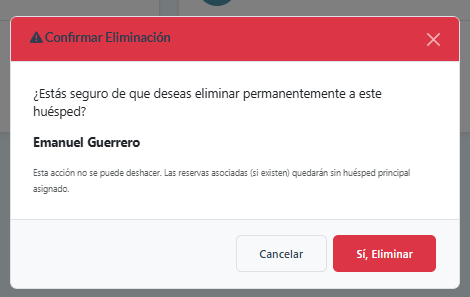 Confirmar Eliminación
¿Estás seguro de que deseas eliminar permanentemente a este
huésped?
Emanuel Guerrero
Esta acción no se puede deshacer. Las reservas asociadas (si existen) quedarán sin huésped principal
asignado.
Cancelar
Sí, Eliminar